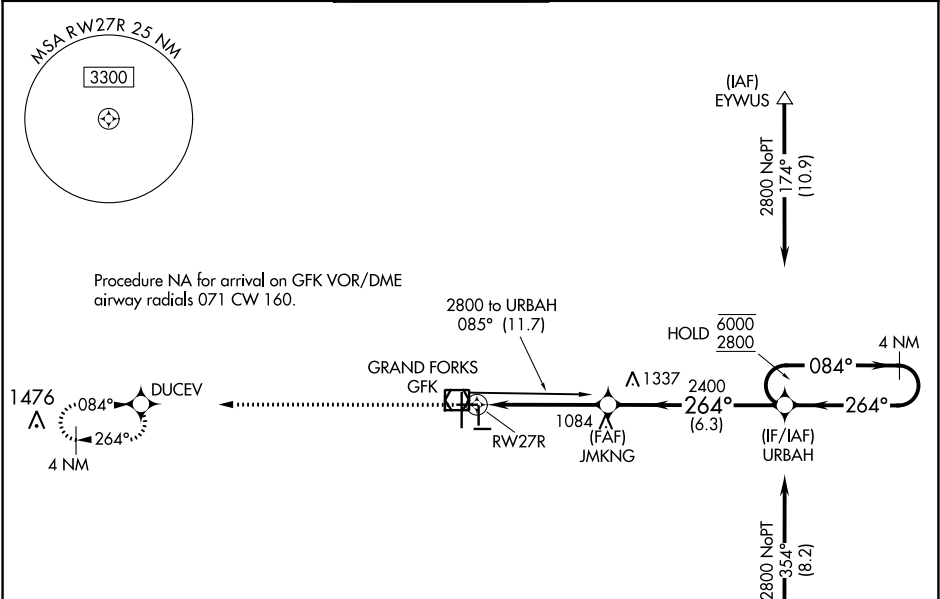 MSA RW27R 25 NM
3300
(IAF)
EYWUS
2800 NoPT
174°
(10.9)
Procedure NA for arrival on GFK VOR/DME
airway radials 071 CW 160.
2800 to URBAH
085° (11.7)
HOLD
6000
2800
4 NM
084°
264°
GRAND FORKS
GFK
1337
2400
264°
(6.3)
1476
084°
DUCEV
264°
4 NM
1084
RW27R
(FAF)
JMKNG
(IF/IAF)
URBAH
2800 NoPT
354°
(8.2)